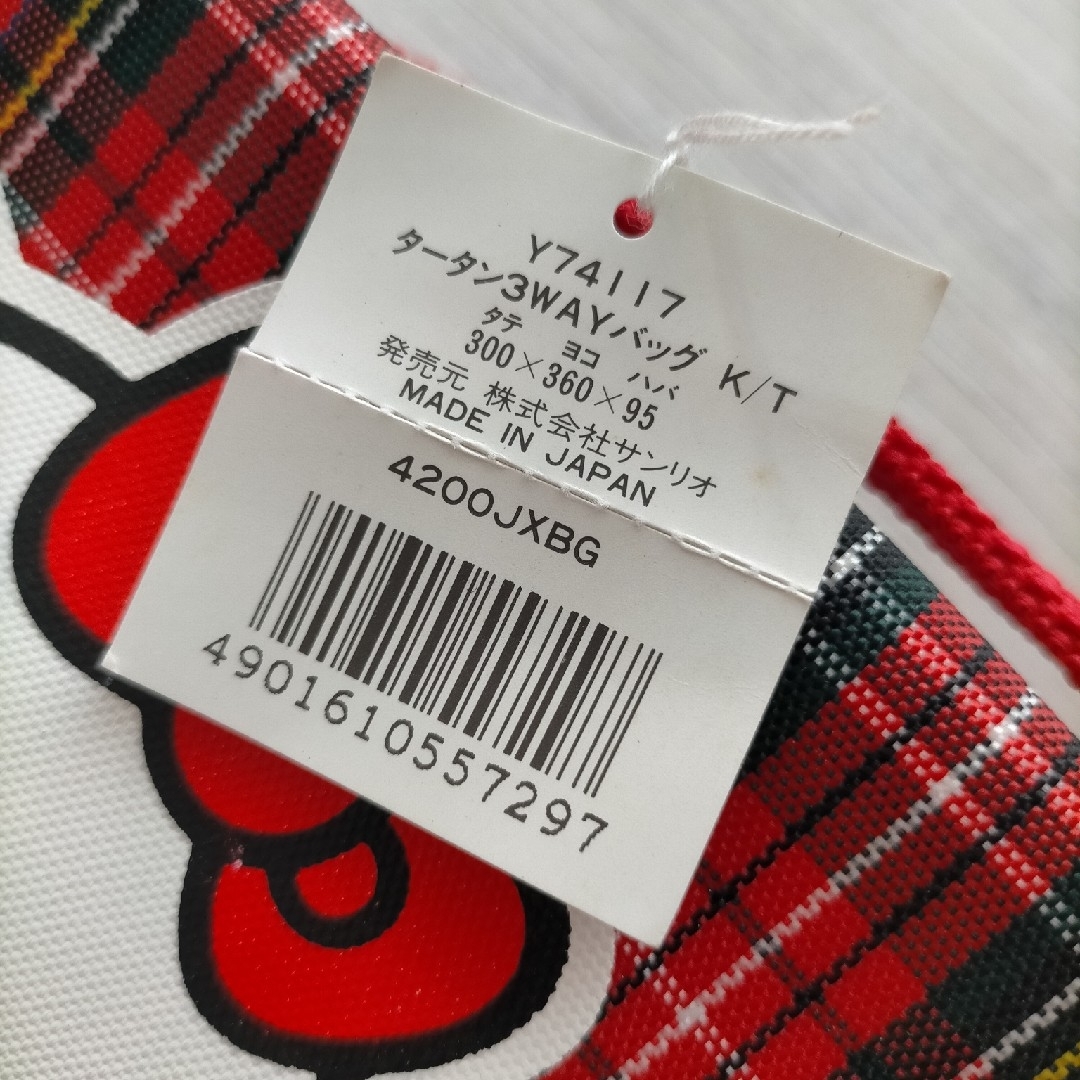 Y74117
タータン3WAYバッグ K/T
タテ ヨコ ハバ
300×360×95
発売元 株式会社サンリオ
MADE IN JAPAN
4200JXBG
4901610557297